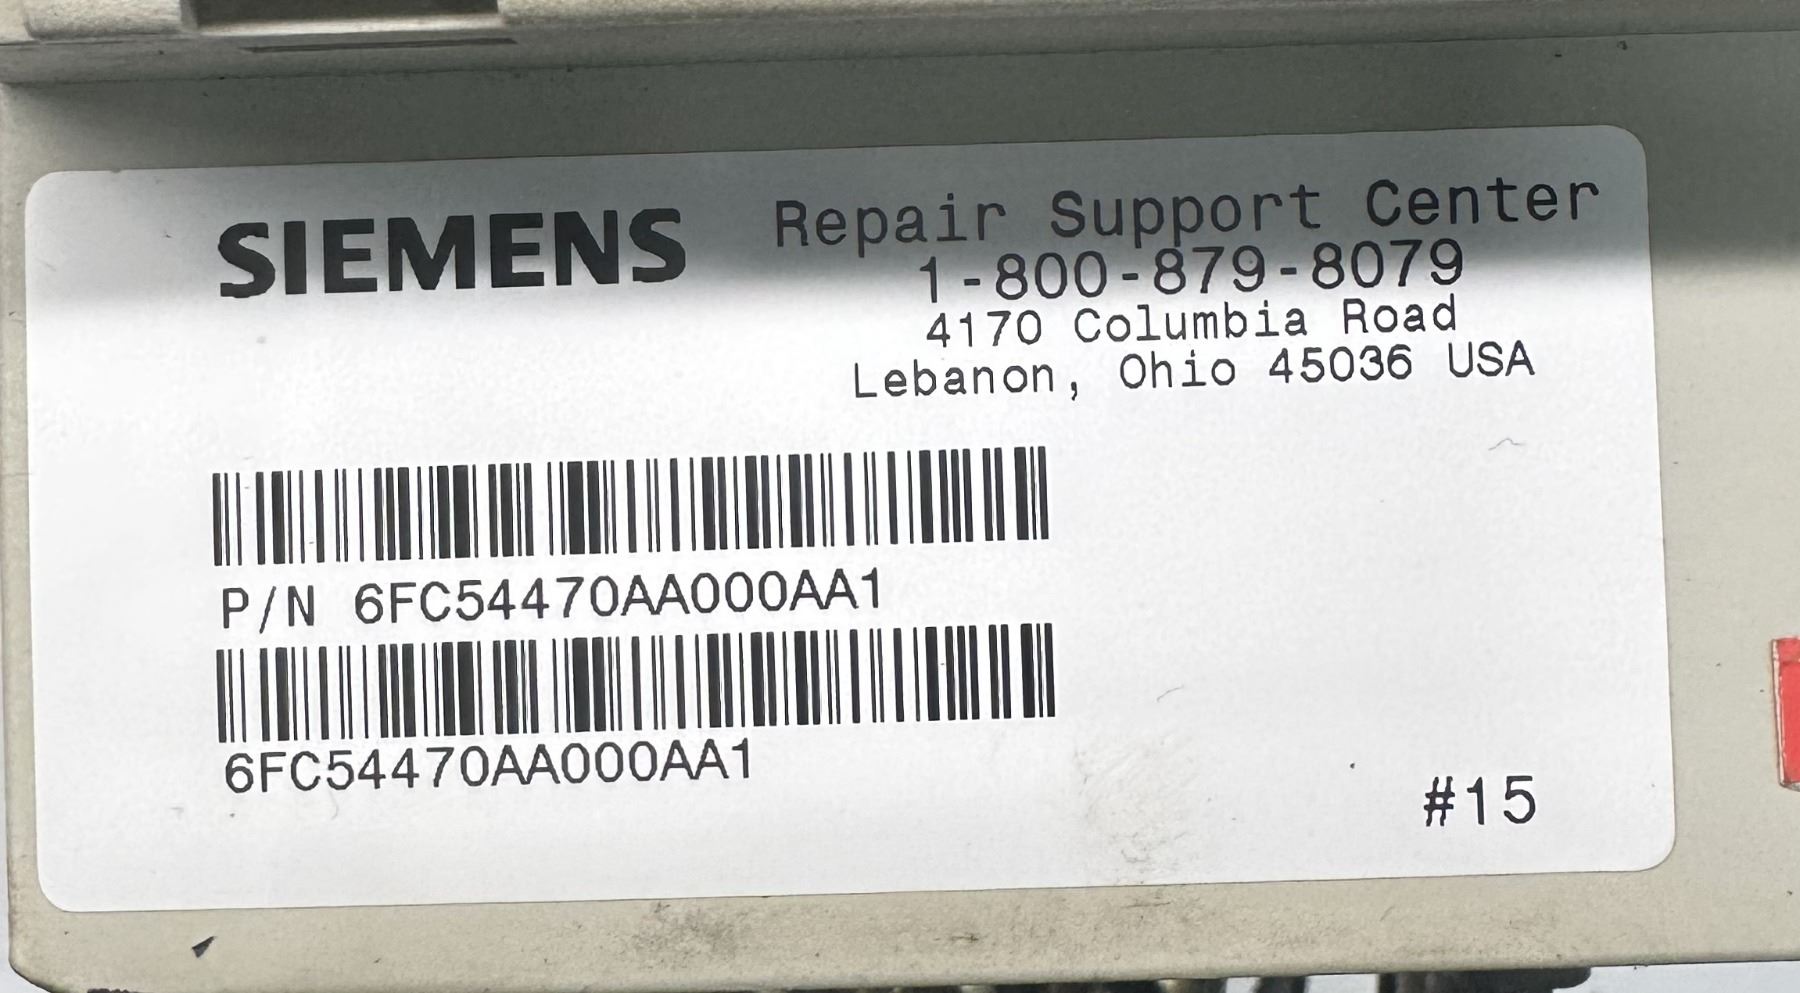 SIEMENS
Repair Support Center
1-800-879-8079
4170 Columbia Road
Lebanon, Ohio 45036 USA
P/N 6FC54470AA000AA1
6FC54470AA000AA1
#15